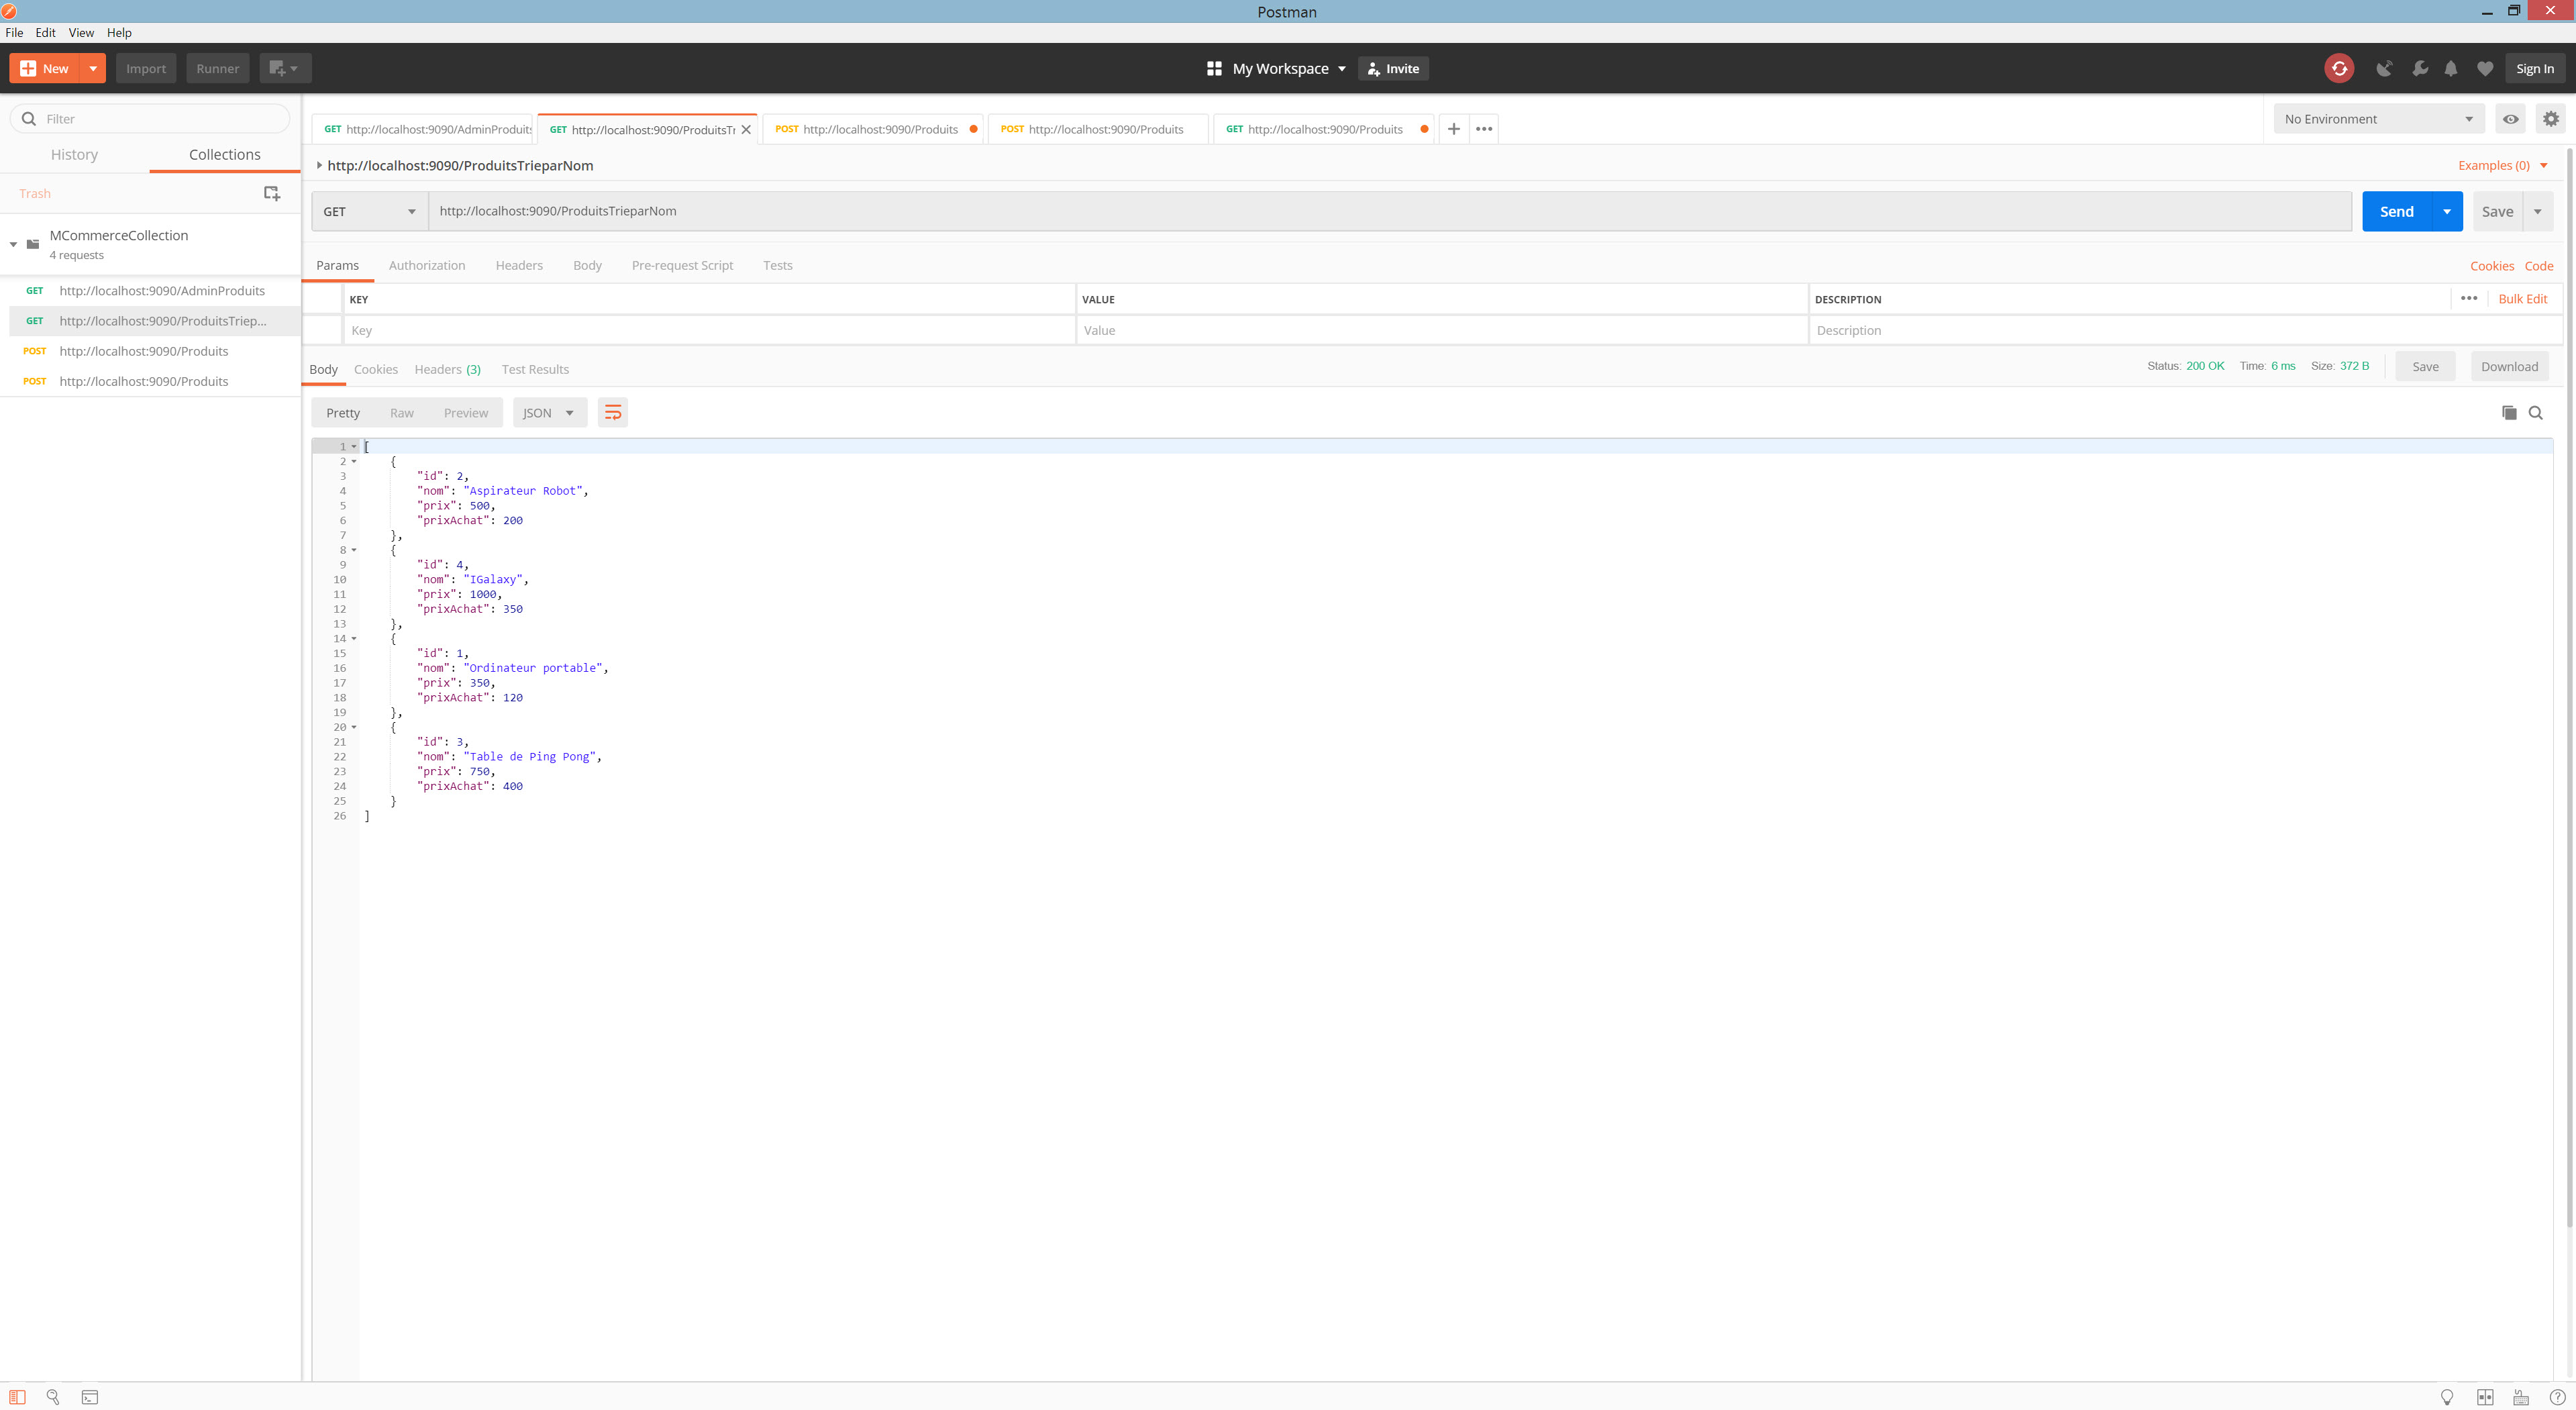 Postman
File Edit View Help
New Import Runner My Workspace Invite Sign In
Filter
History Collections
Trash
MCommerceCollection
4 requests
GET http://localhost:9090/AdminProduits
GET http://localhost:9090/ProduitsTriep...
POST http://localhost:9090/Produits
POST http://localhost:9090/Produits
GET http://localhost:9090/AdminProduits GET http://localhost:9090/ProduitsTr POST http://localhost:9090/Produits POST http://localhost:9090/Produits GET http://localhost:9090/Produits No Environment
http://localhost:9090/ProduitsTrieparNom Examples (0)
GET http://localhost:9090/ProduitsTrieparNom Send Save
Params Authorization Headers Body Pre-request Script Tests Cookies Code
KEY VALUE DESCRIPTION Bulk Edit
Key Value Description
Body Cookies Headers (3) Test Results Status: 200 OK Time: 6 ms Size: 372 B Save Download
Pretty Raw Preview JSON
1 [
2 {
3 "id": 2,
4 "nom": "Aspirateur Robot",
5 "prix": 500,
6 "prixAchat": 200
7 },
8 {
9 "id": 4,
10 "nom": "IGalaxy",
11 "prix": 1000,
12 "prixAchat": 350
13 },
14 {
15 "id": 1,
16 "nom": "Ordinateur portable",
17 "prix": 350,
18 "prixAchat": 120
19 },
20 {
21 "id": 3,
22 "nom": "Table de Ping Pong",
23 "prix": 750,
24 "prixAchat": 400
25 }
26 ]